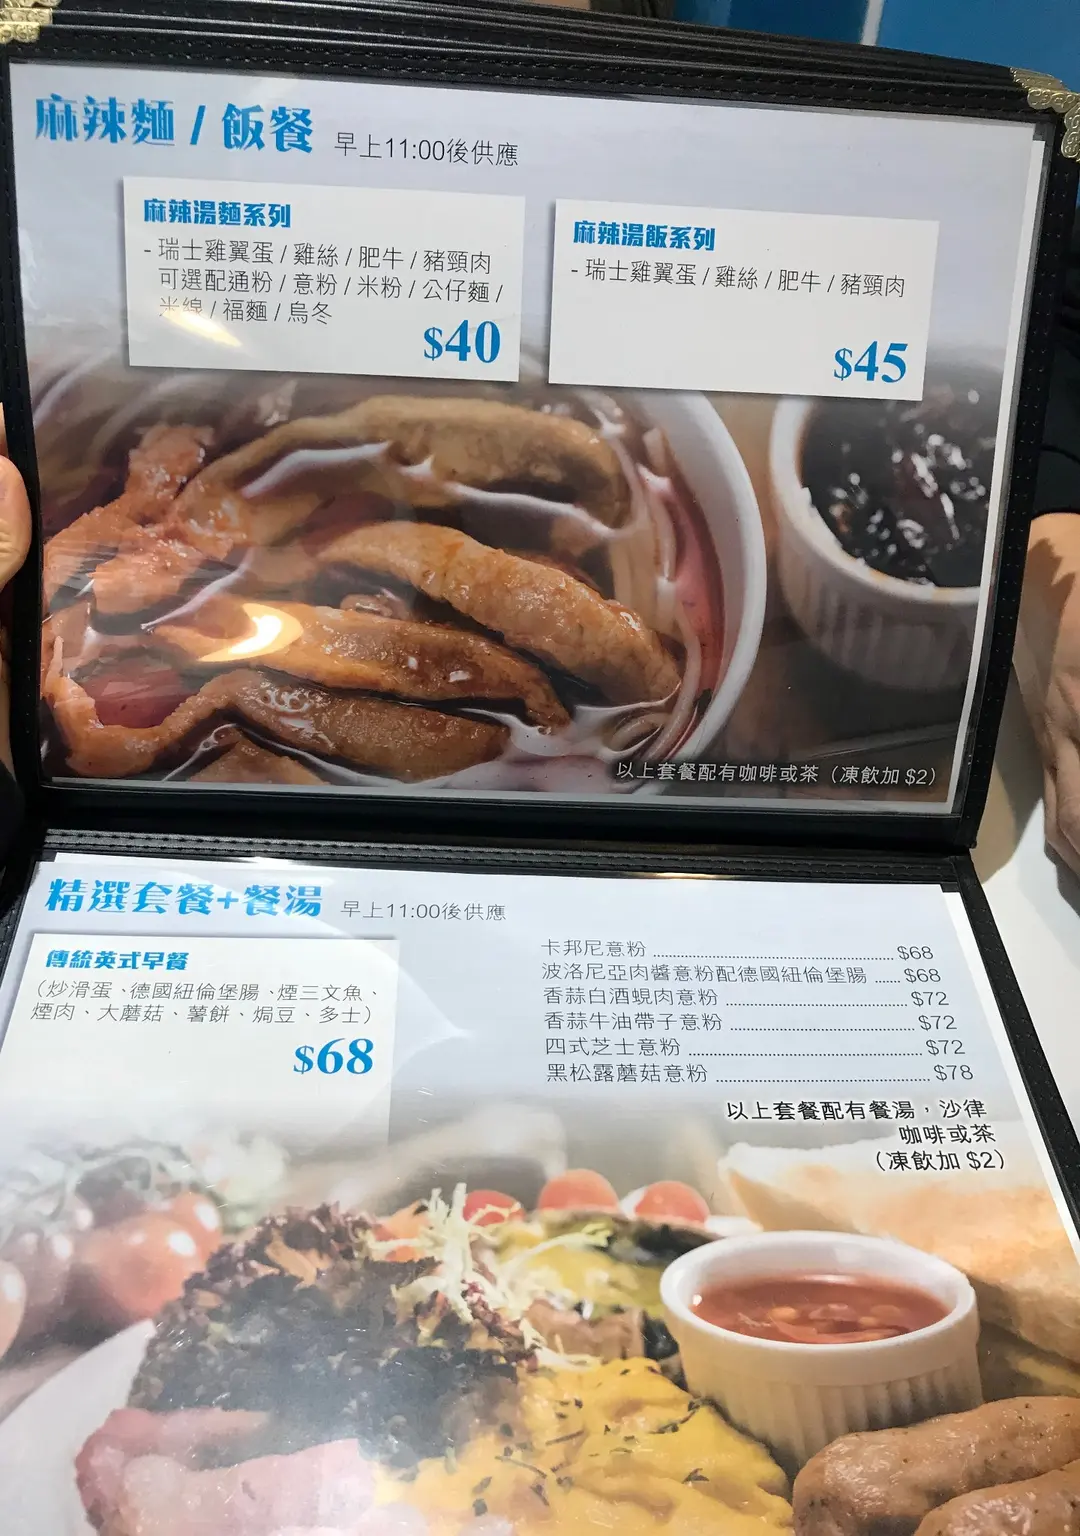 麻辣麵 / 飯餐 早上11:00後供應
麻辣湯麵系列
- 瑞士雞翼蛋 / 雞絲 / 肥牛 / 豬頸肉
可選配通粉 / 意粉 / 米粉 / 公仔麵 /
米線 / 福麵 / 烏冬
$40
麻辣湯飯系列
- 瑞士雞翼蛋 / 雞絲 / 肥牛 / 豬頸肉
$45
以上套餐配有咖啡或茶（凍飲加 $2）
精選套餐+餐湯 早上11:00後供應
傳統英式早餐
（炒滑蛋、德國紐倫堡腸、煙三文魚、
煙肉、大蘑菇、薯餅、焗豆、多士）
$68
卡邦尼意粉 $68
波洛尼亞肉醬意粉配德國紐倫堡腸 $68
香蒜白酒蜆肉意粉 $72
香蒜牛油帶子意粉 $72
四式芝士意粉 $72
黑松露蘑菇意粉 $78
以上套餐配有餐湯，沙律
咖啡或茶
（凍飲加 $2）